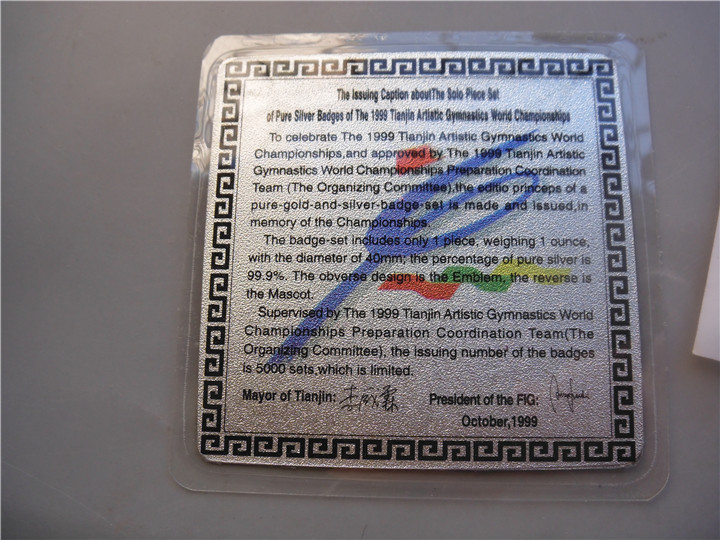 The Issuing Caption aboutThe Solo Piece Set
of Pure Silver Badges of The 1999 Tianjin Artistic Gymnastics World Championships
To celebrate The 1999 Tianjin Artistic Gymnastics World
Championships,and approved by The 1999 Tianjin Artistic
Gymnastics World Championships Preparation Coordination
Team (The Organizing Committee),the editio princeps of a
pure-gold-and-silver-badge-set is made and issued,in
memory of the Championships.
The badge-set includes only 1 piece, weighing 1 ounce,
with the diameter of 40mm; the percentage of pure silver is
99.9%. The obverse design is the Emblem, the reverse is
the Mascot.
Supervised by The 1999 Tianjin Artistic Gymnastics World
Championships Preparation Coordination Team(The
Organizing Committee), the issuing number of the badges
is 5000 sets,which is limited.
Mayor of Tianjin: 李盛霖 President of the FIG:
October,1999